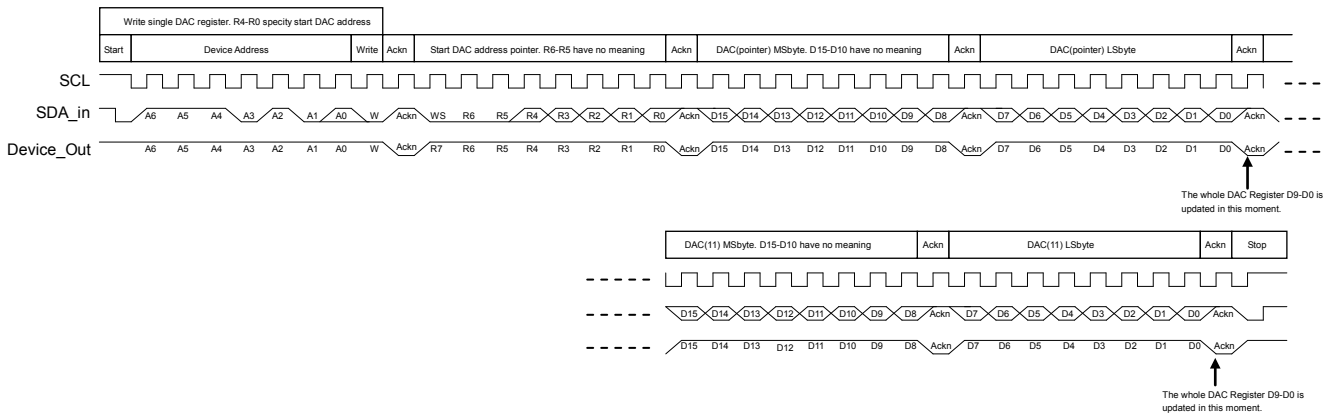 Write single DAC register. R4-R0 specity start DAC address
Start Device Address Write Ackn Start DAC address pointer. R6-R5 have no meaning Ackn DAC(pointer) MSbyte. D15-D10 have no meaning Ackn DAC(pointer) LSbyte Ackn
SCL
SDA_in A6 A5 A4 A3 A2 A1 A0 W Ackn WS R6 R5 R4 R3 R2 R1 R0 Ackn D15 D14 D13 D12 D11 D10 D9 D8 Ackn D7 D6 D5 D4 D3 D2 D1 D0 Ackn
Device_Out A6 A5 A4 A3 A2 A1 A0 W Ackn R7 R6 R5 R4 R3 R2 R1 R0 Ackn D15 D14 D13 D12 D11 D10 D9 D8 Ackn D7 D6 D5 D4 D3 D2 D1 D0 Ackn
The whole DAC Register D9-D0 is
updated in this moment.
DAC(11) MSbyte. D15-D10 have no meaning Ackn DAC(11) LSbyte Ackn Stop
D15 D14 D13 D12 D11 D10 D9 D8 Ackn D7 D6 D5 D4 D3 D2 D1 D0 Ackn
D15 D14 D13 D12 D11 D10 D9 D8 Ackn D7 D6 D5 D4 D3 D2 D1 D0 Ackn
The whole DAC Register D9-D0 is
updated in this moment.